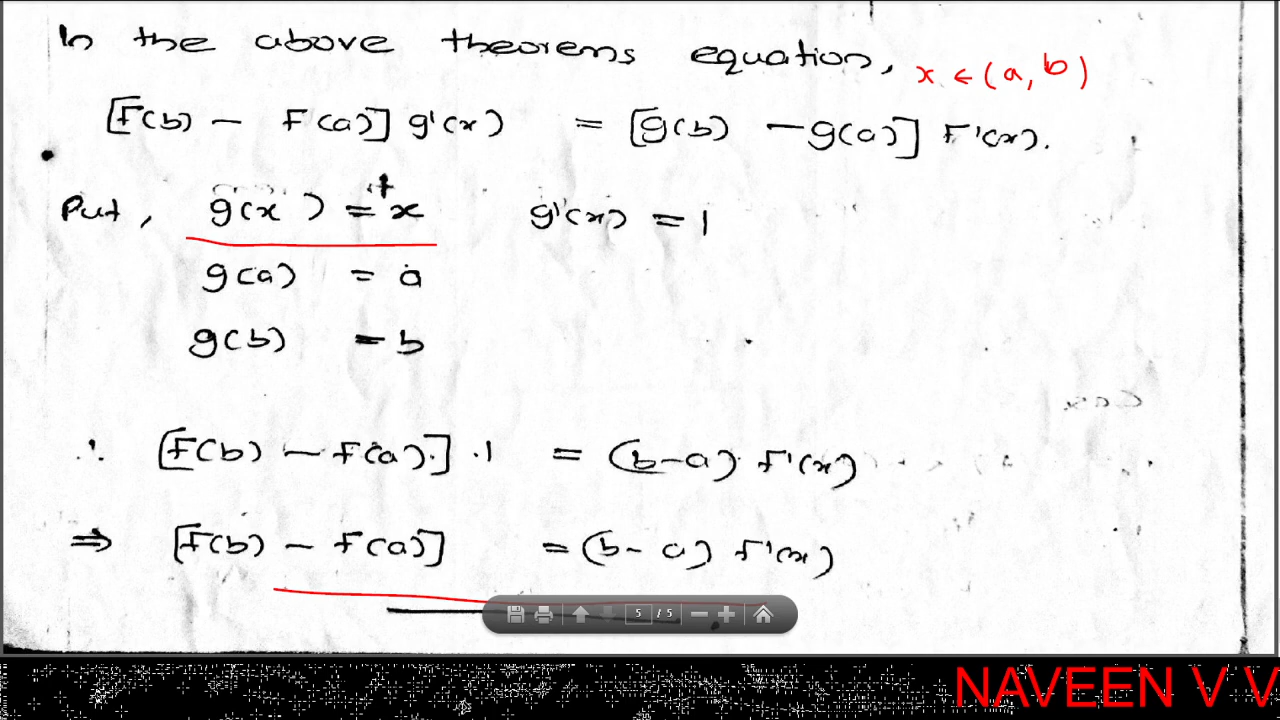 In the above theorems equation, x ∈ (a, b)
[f(b) - f(a)] g'(x) = [g(b) - g(a)] f'(x).
Put, g(x) = x g'(x) = 1
g(a) = a
g(b) = b
∴ [f(b) - f(a)] . 1 = (b-a) . f'(x)
⇒ [f(b) - f(a)] = (b-a) f'(x)
5 / 5
NAVEEN V V